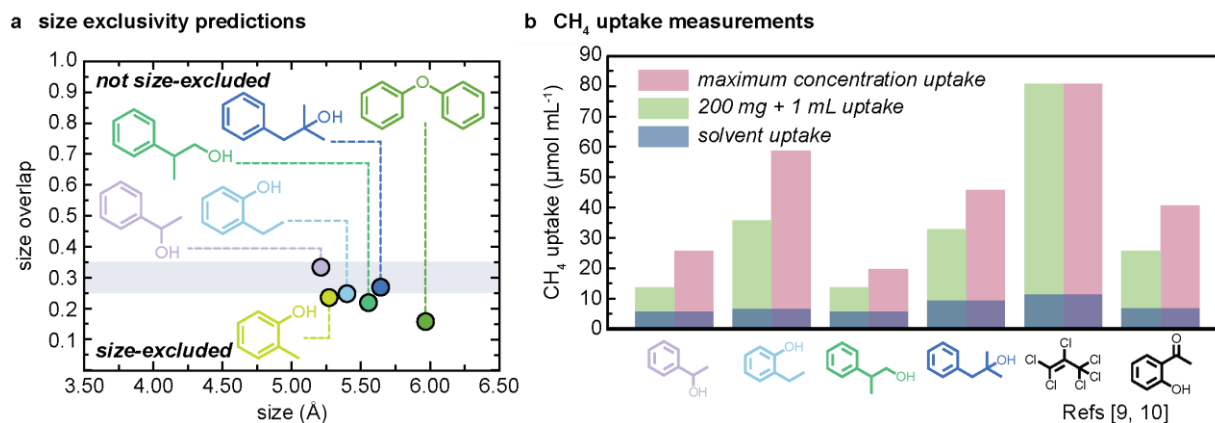 a size exclusivity predictions
size overlap
1.0
0.9
0.8
0.7
0.6
0.5
0.4
0.3
0.2
0.1
not size-excluded
O
OH
OH
OH
OH
OH
size-excluded
3.50 4.00 4.50 5.00 5.50 6.00 6.50
size (Å)
b CH₄ uptake measurements
CH₄ uptake (µmol mL⁻¹)
90
80
70
60
50
40
30
20
10
0
maximum concentration uptake
200 mg + 1 mL uptake
solvent uptake
OH
OH
OH
OH
Cl Cl
Cl Cl
Cl Cl
O
OH
Refs [9, 10]